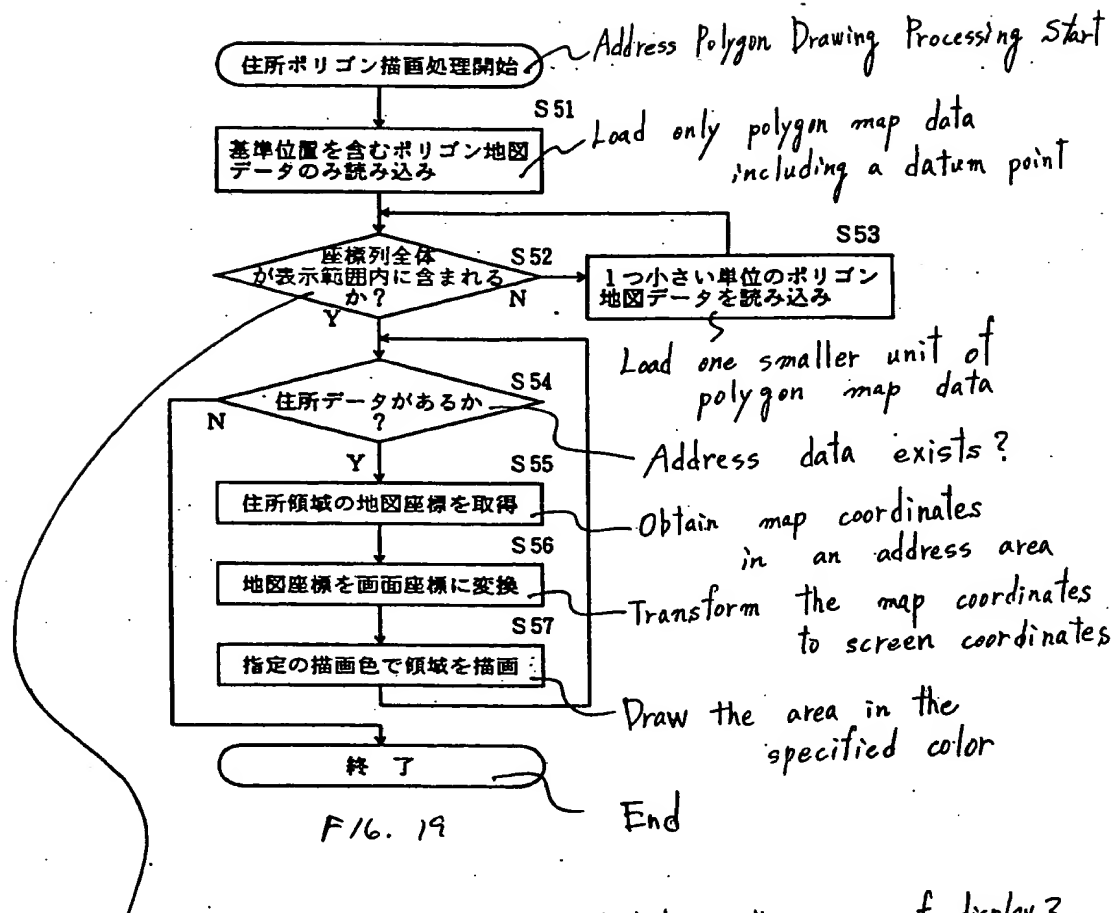 住所ポリゴン描画処理開始
Address Polygon Drawing Processing Start
S51
基準位置を含むポリゴン地図
データのみ読み込み
Load only polygon map data
including a datum point
S52
座標列全体
が表示範囲内に含まれる
か?
N
Y
S53
1つ小さい単位のポリゴン
地図データを読み込み
Load one smaller unit of
polygon map data
S54
住所データがあるか
?
N
Y
Address data exists?
S55
住所領域の地図座標を取得
Obtain map coordinates
in an address area
S56
地図座標を画面座標に変換
Transform the map coordinates
to screen coordinates
S57
指定の描画色で領域を描画
Draw the area in the
specified color
終了
End
FIG. 19
of display?